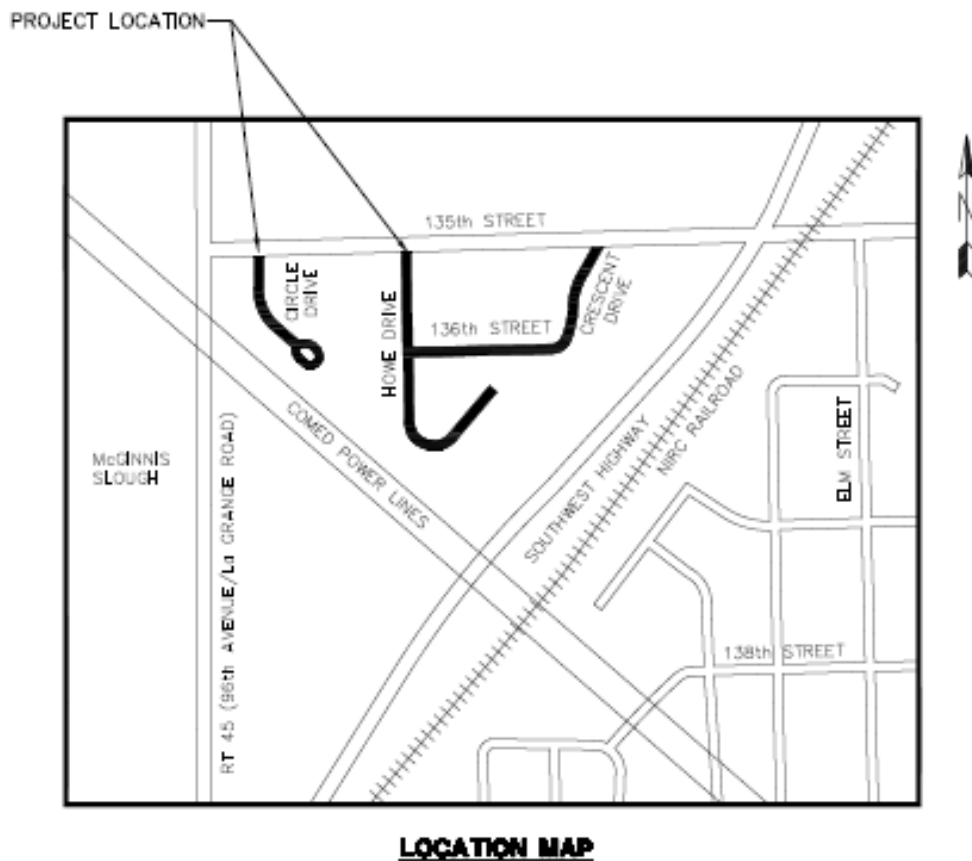 PROJECT LOCATION
N
135th STREET
CIRCLE
DRIVE
HOWE DRIVE
136th STREET
CRESCENT
DRIVE
COMED POWER LINES
McGINNIS
SLOUGH
RT 45 (96th AVENUE/La GRANGE ROAD)
SOUTHWEST HIGHWAY
NIRC RAILROAD
ELM STREET
138th STREET
LOCATION MAP